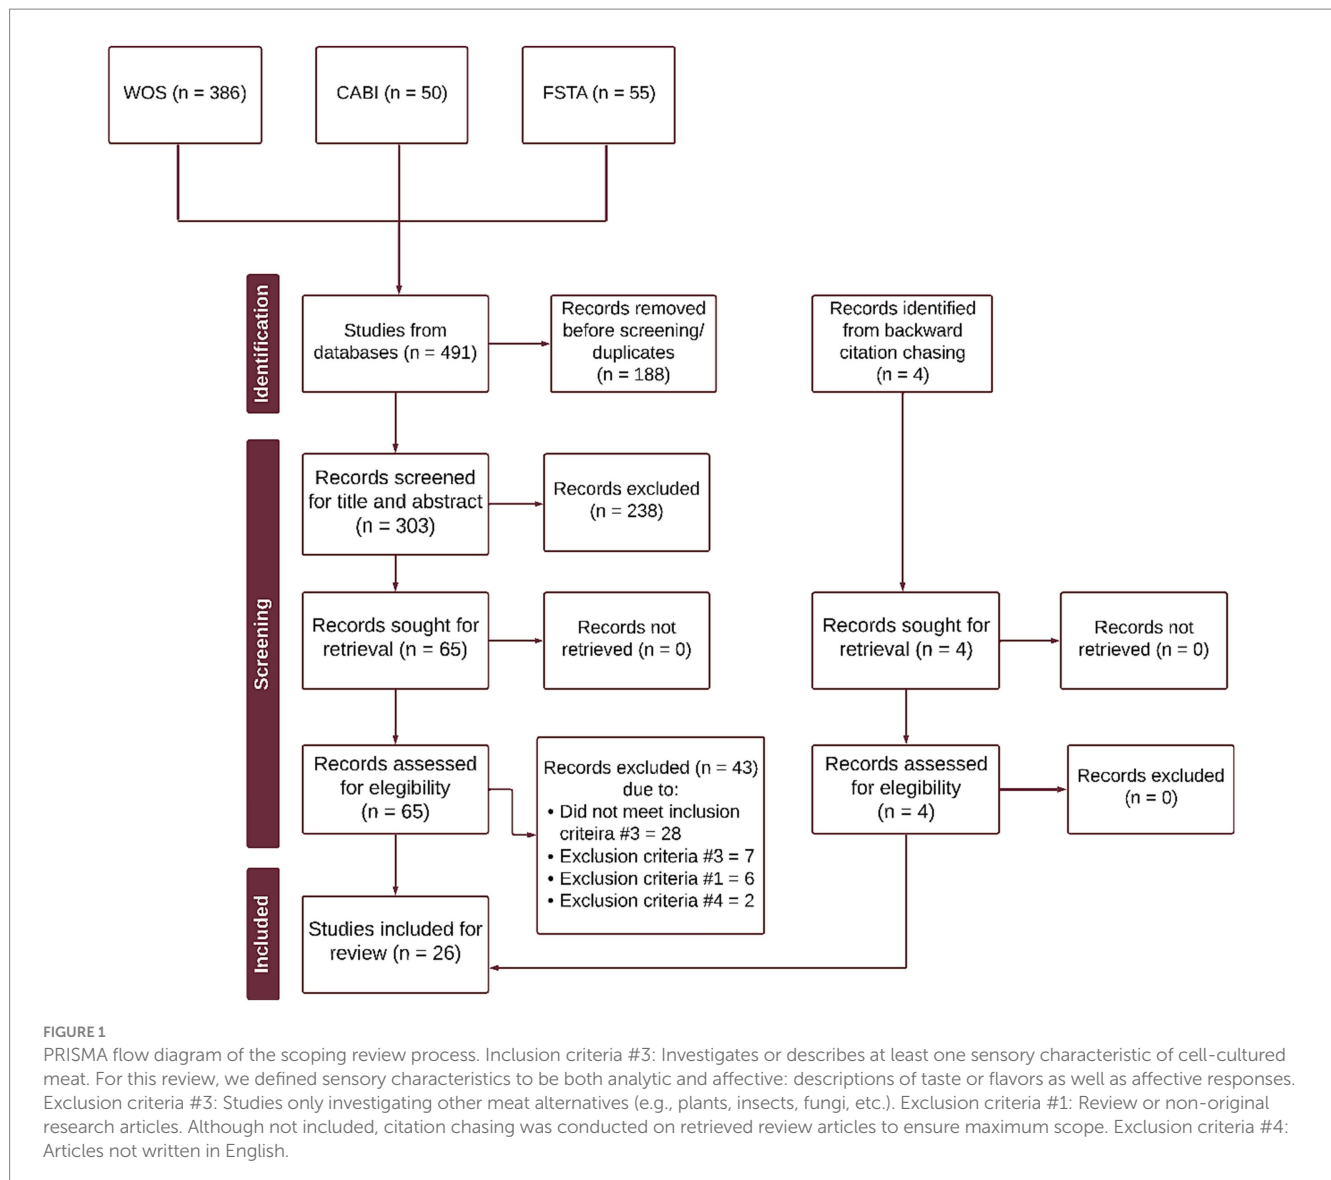 WOS (n = 386)
CABI (n = 50)
FSTA (n = 55)
Identification
Studies from
databases (n = 491)
Records removed
before screening/
duplicates
(n = 188)
Records identified
from backward
citation chasing
(n = 4)
Screening
Records screened
for title and abstract
(n = 303)
Records excluded
(n = 238)
Records sought for
retrieval (n = 65)
Records not
retrieved (n = 0)
Records sought for
retrieval (n = 4)
Records not
retrieved (n = 0)
Records assessed
for elegibility
(n = 65)
Records excluded (n = 43)
due to:
• Did not meet inclusion
criteira #3 = 28
• Exclusion criteria #3 = 7
• Exclusion criteria #1 = 6
• Exclusion criteria #4 = 2
Records assessed for
elegibility
(n = 4)
Records excluded
(n = 0)
Included
Studies included for
review (n = 26)
FIGURE 1
PRISMA flow diagram of the scoping review process. Inclusion criteria #3: Investigates or describes at least one sensory characteristic of cell-cultured
meat. For this review, we defined sensory characteristics to be both analytic and affective: descriptions of taste or flavors as well as affective responses.
Exclusion criteria #3: Studies only investigating other meat alternatives (e.g., plants, insects, fungi, etc.). Exclusion criteria #1: Review or non-original
research articles. Although not included, citation chasing was conducted on retrieved review articles to ensure maximum scope. Exclusion criteria #4:
Articles not written in English.